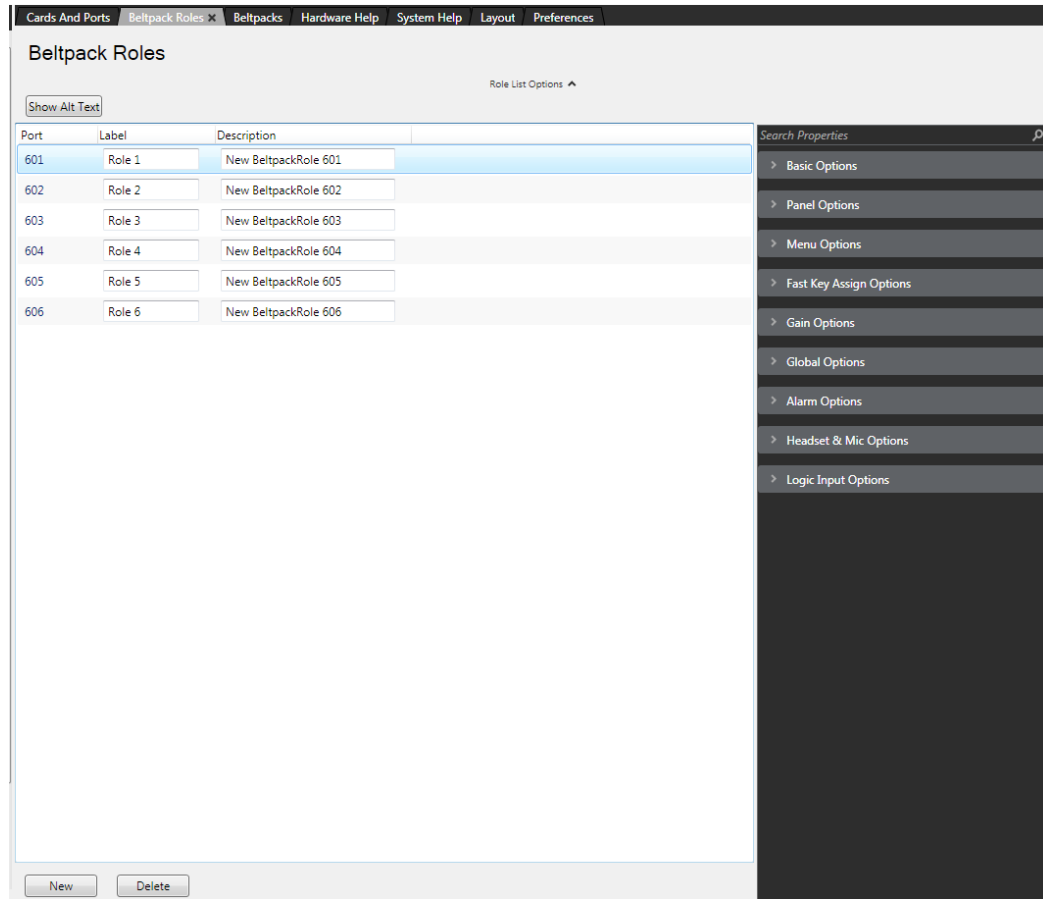 Cards And Ports Beltpack Roles × Beltpacks Hardware Help System Help Layout Preferences
Beltpack Roles
Role List Options
Show Alt Text
Port Label Description
Search Properties
601 Role 1 New BeltpackRole 601
602 Role 2 New BeltpackRole 602
603 Role 3 New BeltpackRole 603
604 Role 4 New BeltpackRole 604
605 Role 5 New BeltpackRole 605
606 Role 6 New BeltpackRole 606
Basic Options
Panel Options
Menu Options
Fast Key Assign Options
Gain Options
Global Options
Alarm Options
Headset & Mic Options
Logic Input Options
New Delete